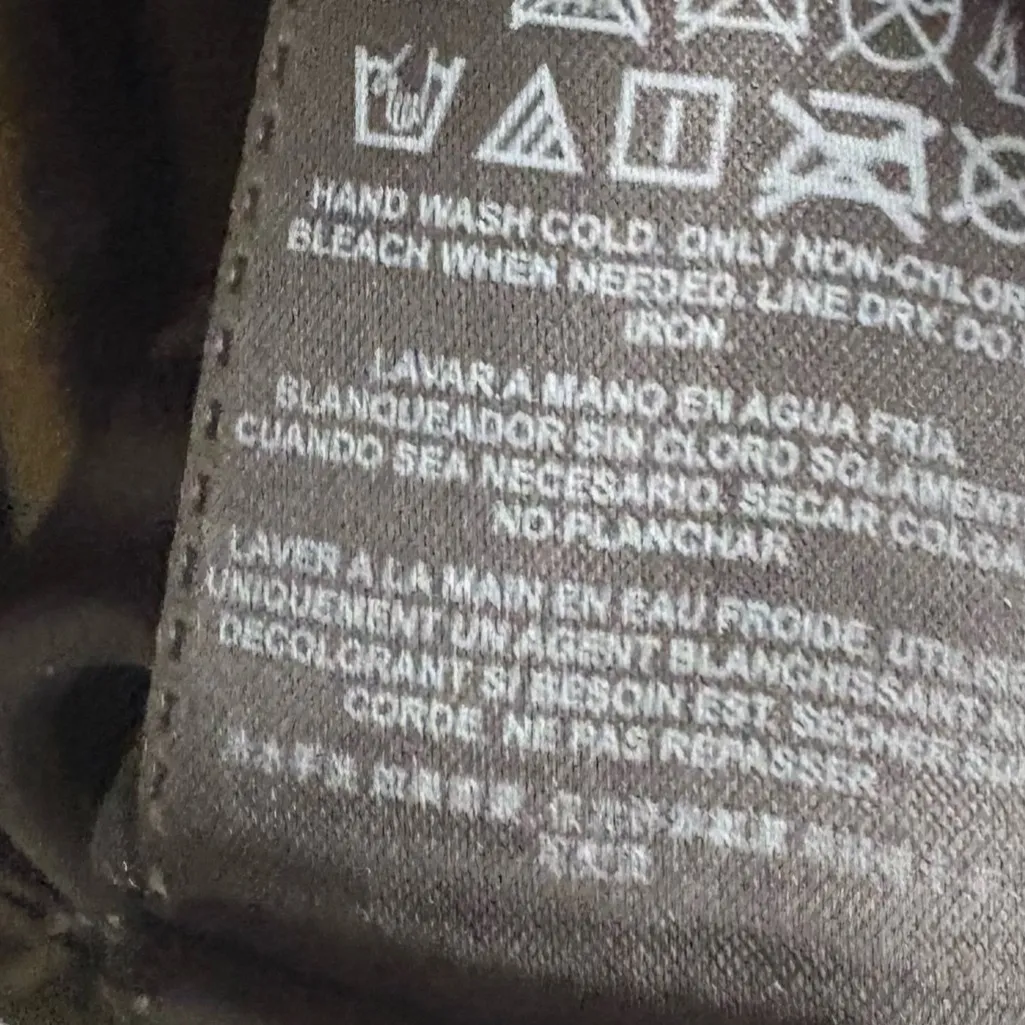 HAND WASH COLD. ONLY NON-CHLOR
BLEACH WHEN NEEDED. LINE DRY. DO
IRON.
LAVAR A MANO EN AGUA FRIA.
BLANQUEADOR SIN CLORO SOLAMENT
CUANDO SEA NECESARIO. SECAR COLGA
NO PLANCHAR
LAVER A LA MAIN EN EAU FROIDE. UTILISE
UNIQUEMENT UN AGENT BLANCHISSANT
DECOLORANT SI BESOIN EST. SECHER SU
CORDE. NE PAS REPASSER